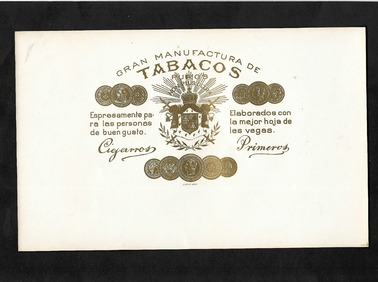 GRAN MANUFACTURA DE
TABACOS
PUROS
Espresamente pa-
ra las personas
de buen gusto.
Cigarros
Elaborados con
la mejor hoja de
las vegas.
Primeros